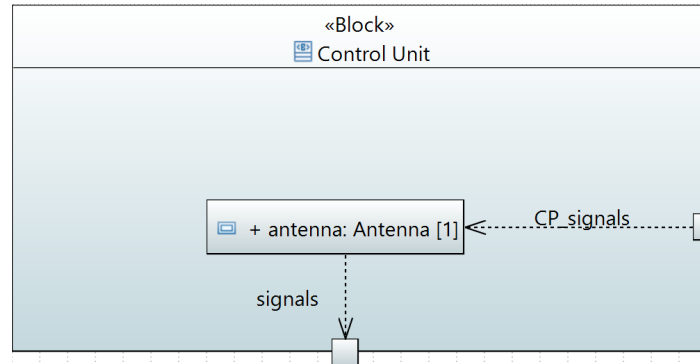 «Block»
Control Unit
+ antenna: Antenna [1]
CP_signals
signals